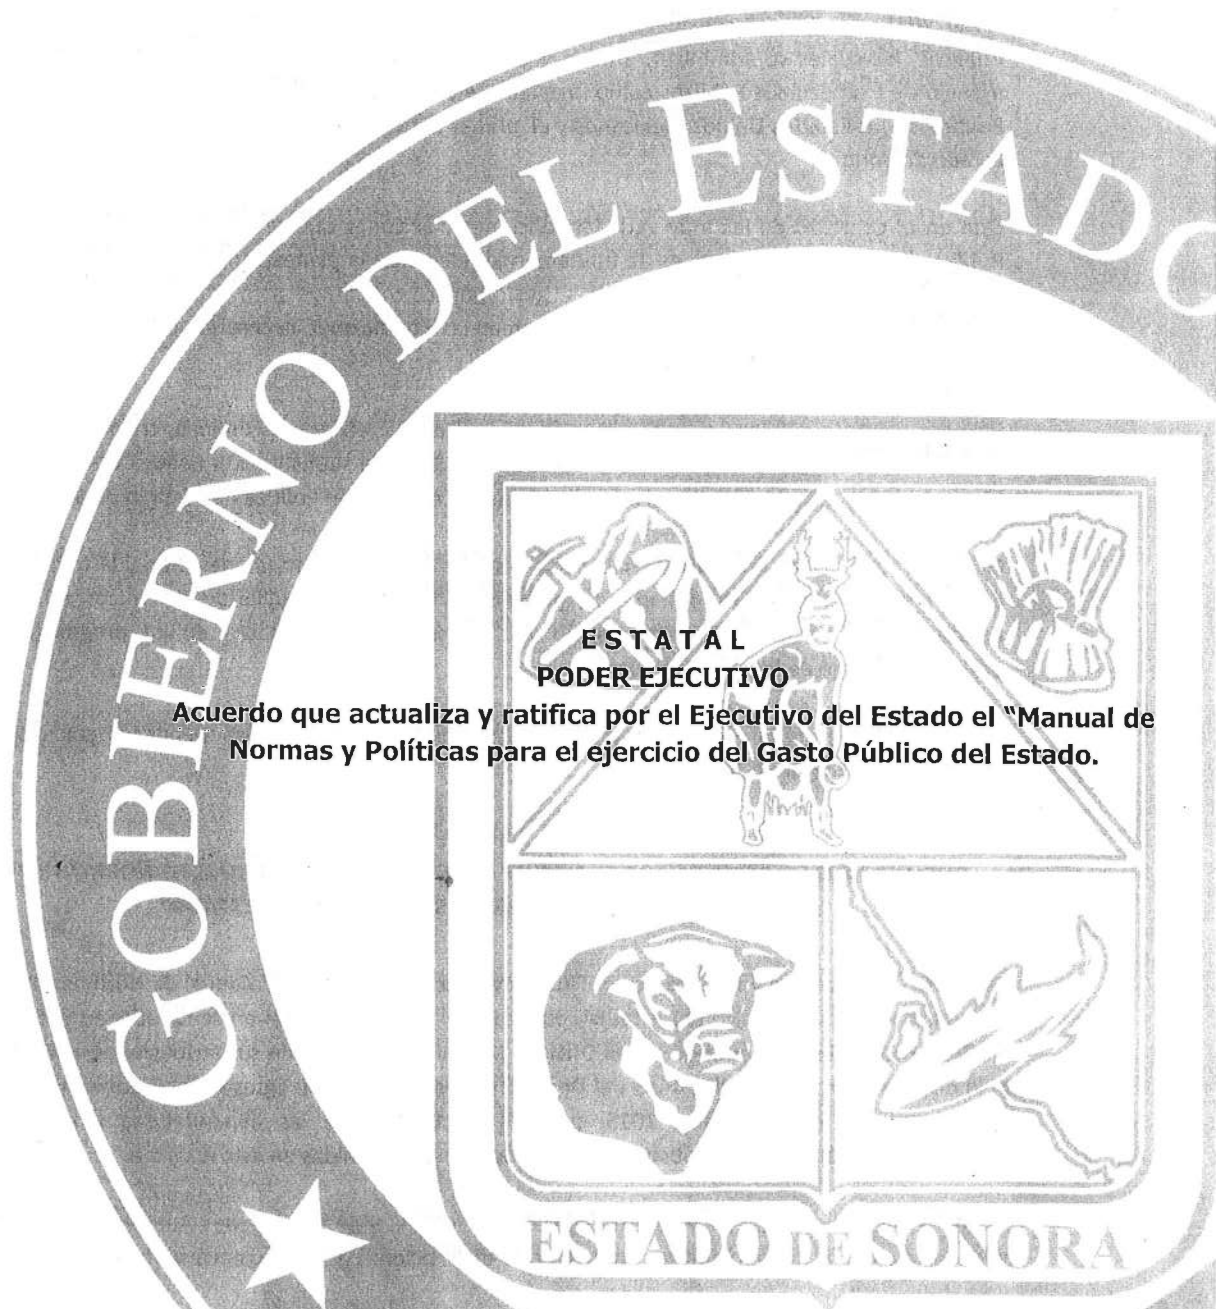 GOBIERNO DEL ESTADO
ESTATAL
PODER EJECUTIVO
Acuerdo que actualiza y ratifica por el Ejecutivo del Estado el "Manual de
Normas y Políticas para el ejercicio del Gasto Público del Estado.
ESTADO DE SONORA